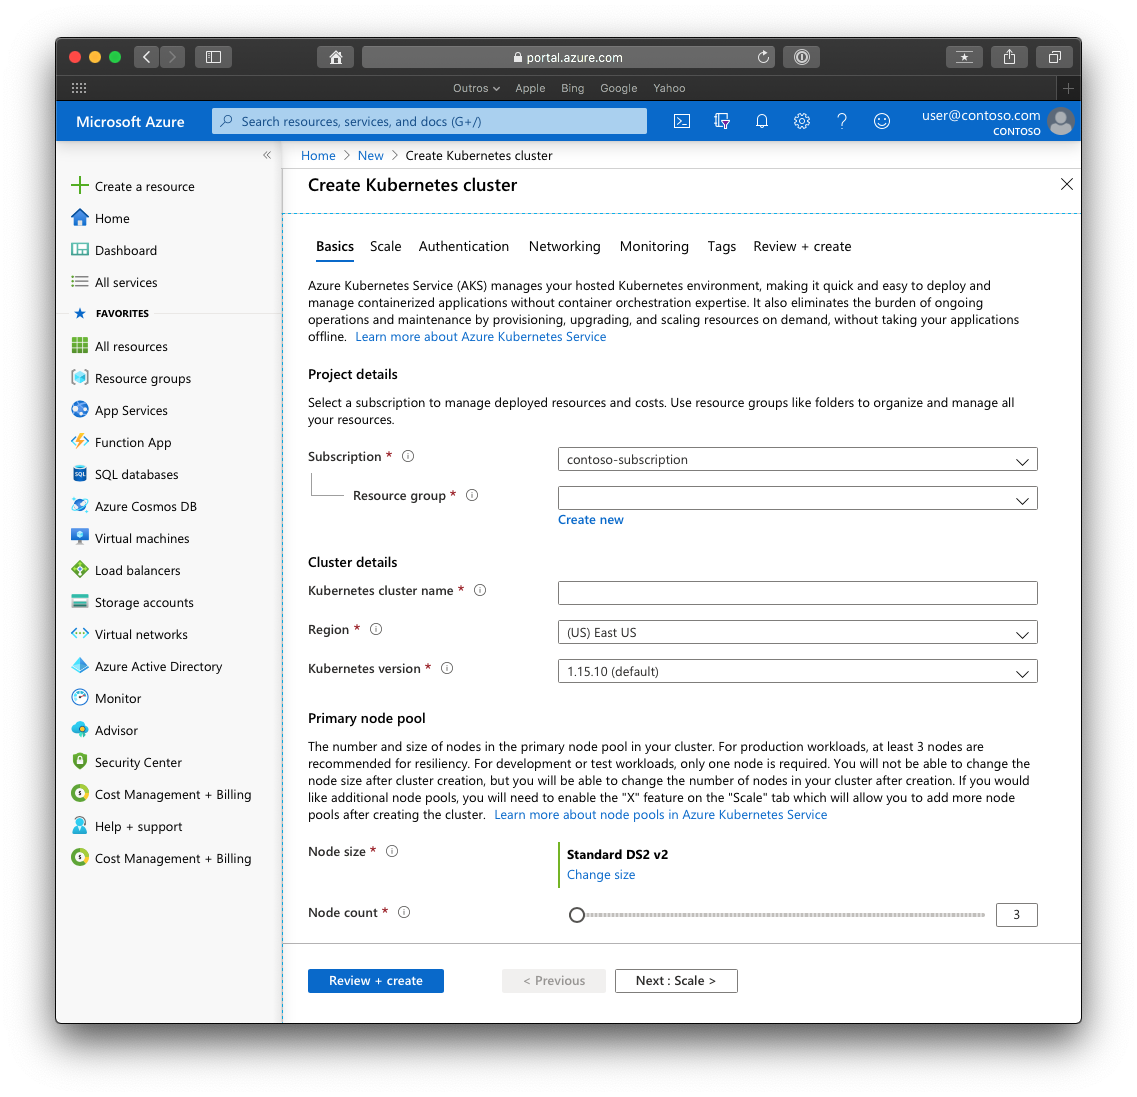 portal.azure.com
Outros Apple Bing Google Yahoo
Microsoft Azure
Search resources, services, and docs (G+/)
user@contoso.com
CONTOSO
Home > New > Create Kubernetes cluster
Create Kubernetes cluster
Create a resource
Home
Dashboard
All services
FAVORITES
All resources
Resource groups
App Services
Function App
SQL databases
Azure Cosmos DB
Virtual machines
Load balancers
Storage accounts
Virtual networks
Azure Active Directory
Monitor
Advisor
Security Center
Cost Management + Billing
Help + support
Cost Management + Billing
Basics Scale Authentication Networking Monitoring Tags Review + create
Azure Kubernetes Service (AKS) manages your hosted Kubernetes environment, making it quick and easy to deploy and
manage containerized applications without container orchestration expertise. It also eliminates the burden of ongoing
operations and maintenance by provisioning, upgrading, and scaling resources on demand, without taking your applications
offline. Learn more about Azure Kubernetes Service
Project details
Select a subscription to manage deployed resources and costs. Use resource groups like folders to organize and manage all
your resources.
Subscription *
contoso-subscription
Resource group *
Create new
Cluster details
Kubernetes cluster name *
Region *
(US) East US
Kubernetes version *
1.15.10 (default)
Primary node pool
The number and size of nodes in the primary node pool in your cluster. For production workloads, at least 3 nodes are
recommended for resiliency. For development or test workloads, only one node is required. You will not be able to change the
node size after cluster creation, but you will be able to change the number of nodes in your cluster after creation. If you would
like additional node pools, you will need to enable the "X" feature on the "Scale" tab which will allow you to add more node
pools after creating the cluster. Learn more about node pools in Azure Kubernetes Service
Node size *
Standard DS2 v2
Change size
Node count *
3
Review + create
< Previous
Next : Scale >